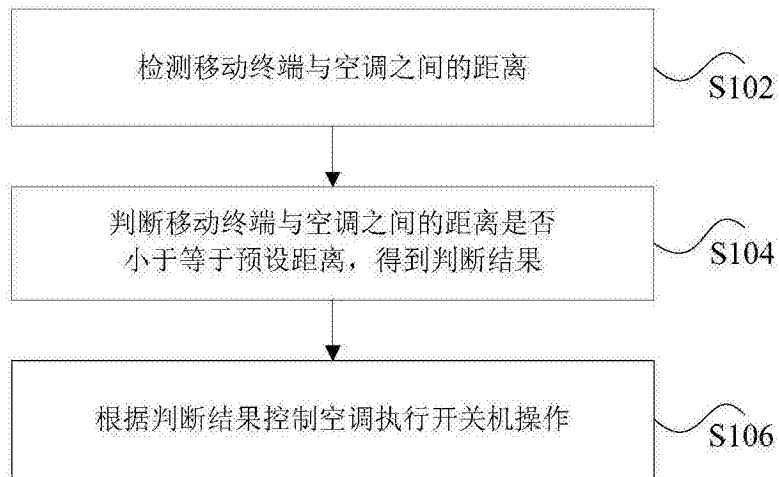 检测移动终端与空调之间的距离
S102
判断移动终端与空调之间的距离是否
小于等于预设距离，得到判断结果
S104
根据判断结果控制空调执行开关机操作
S106